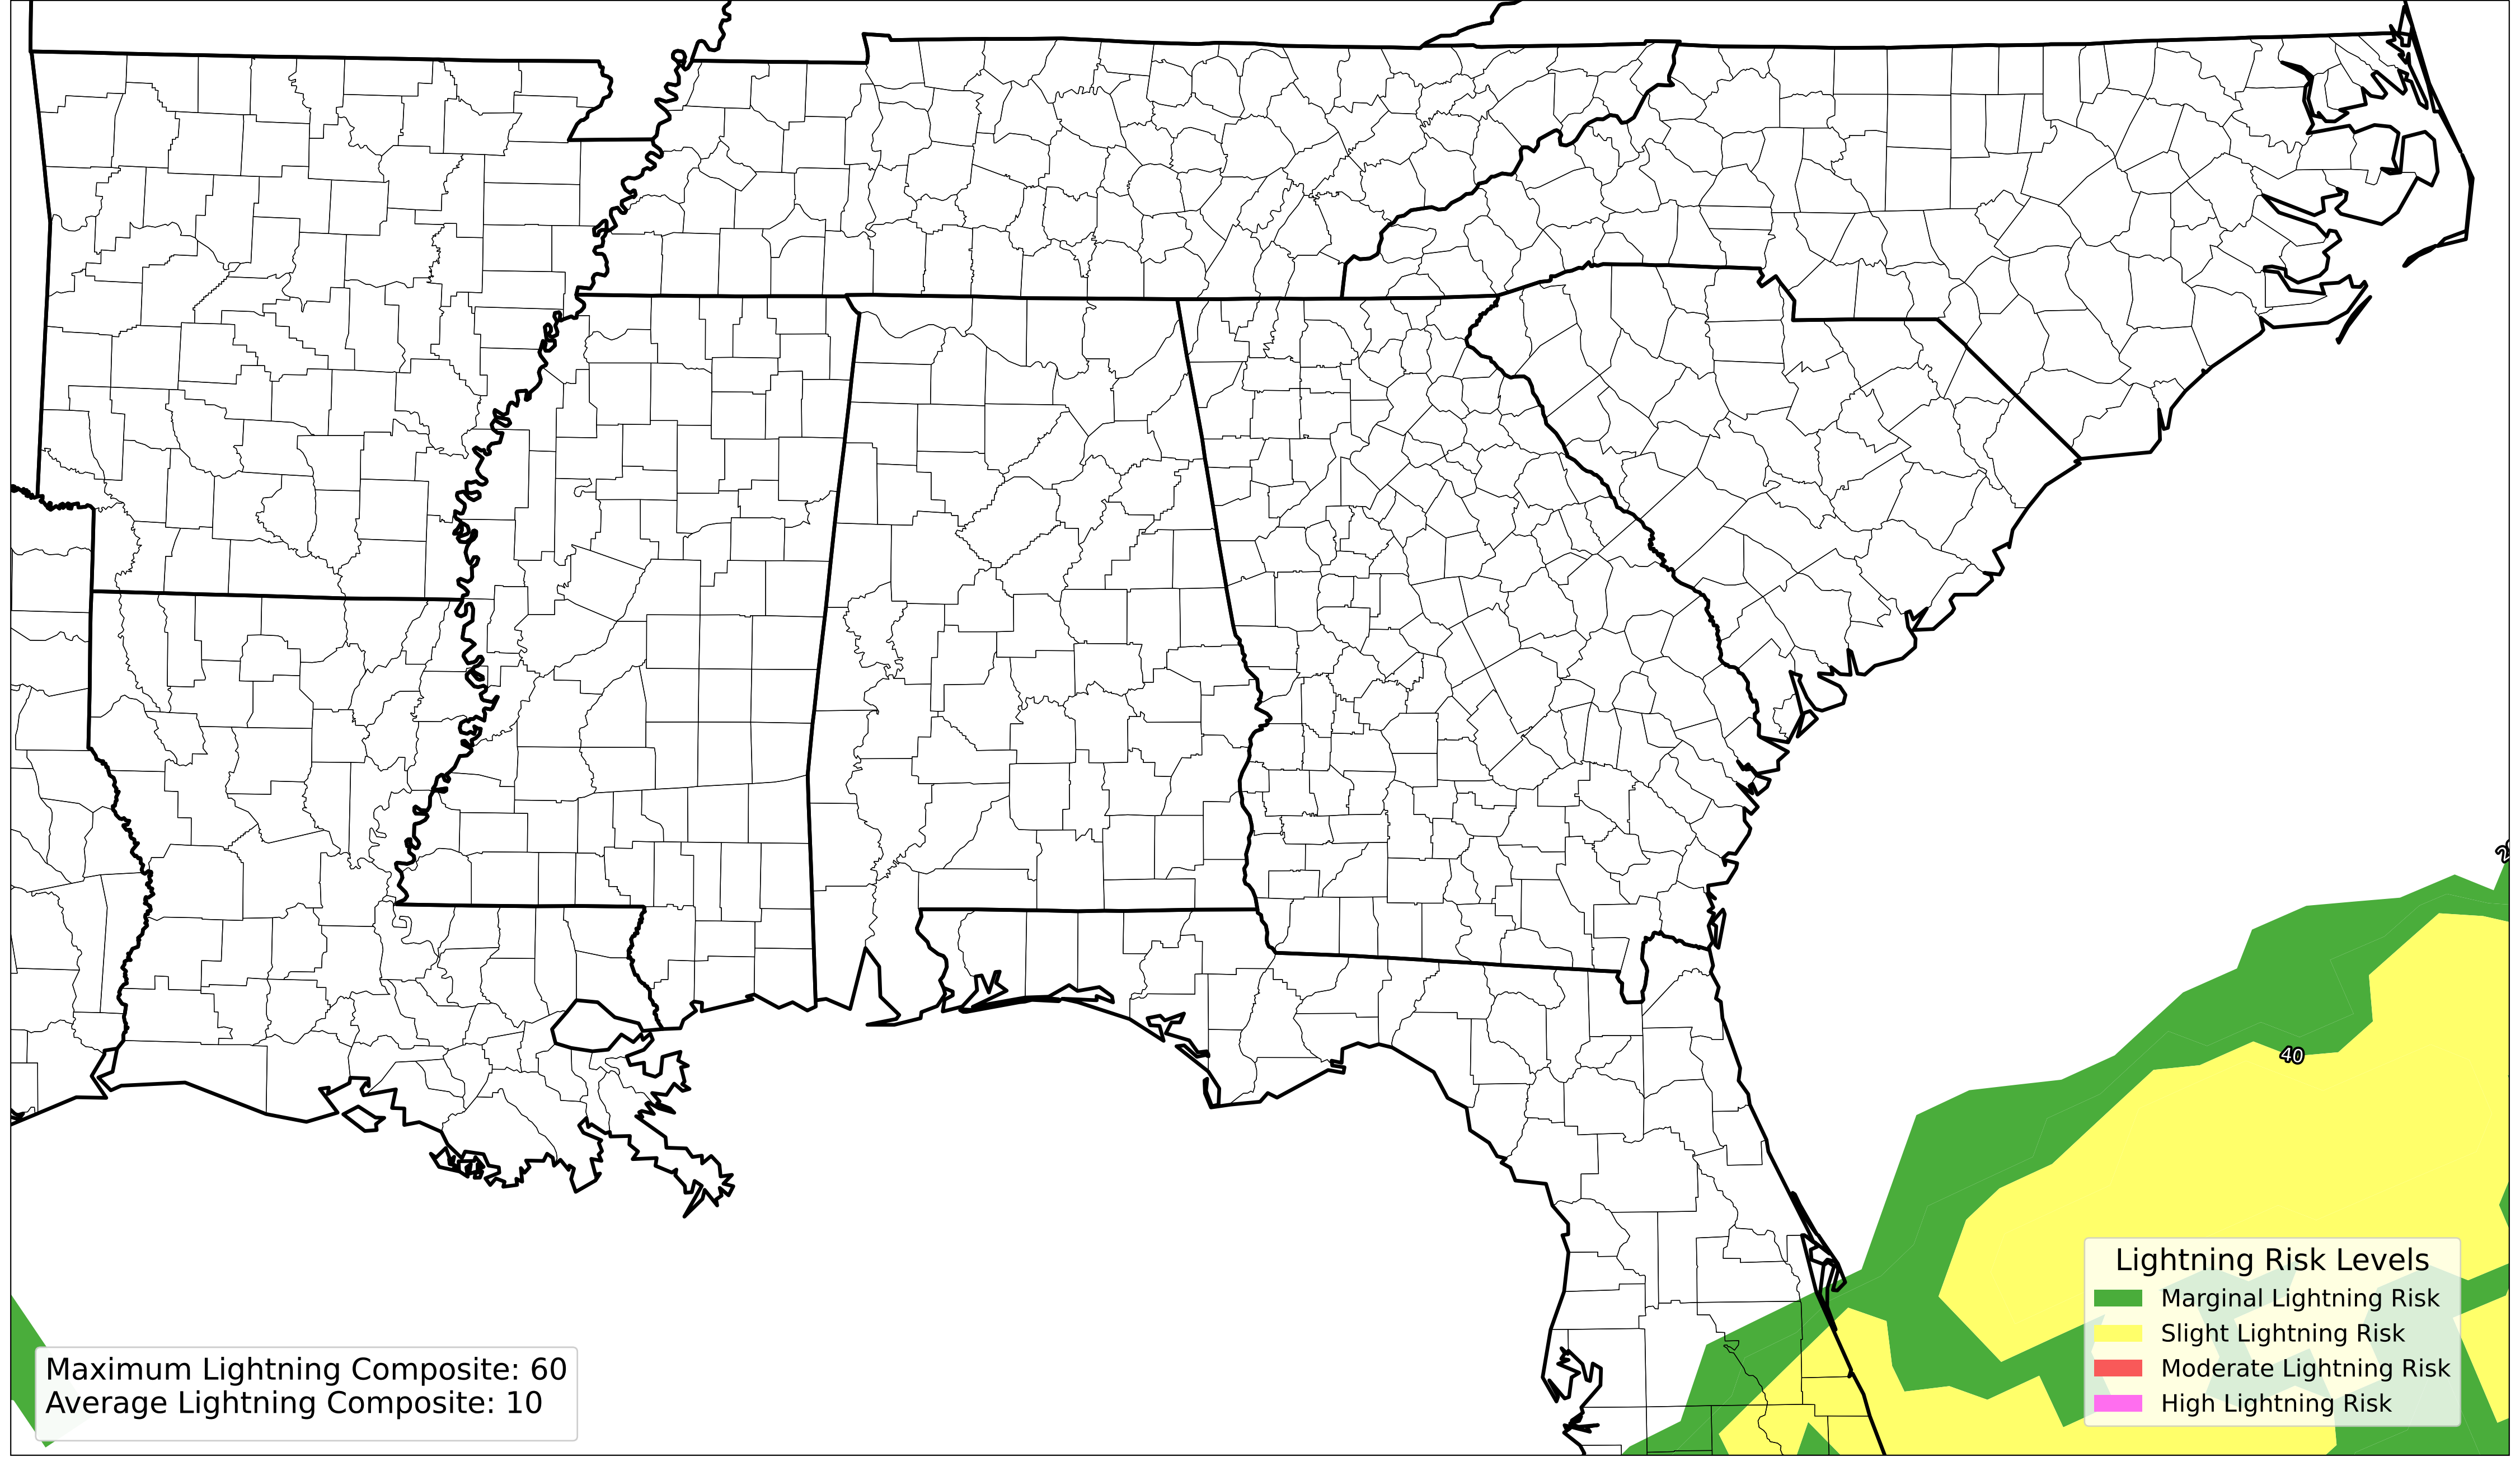 40
Lightning Risk Levels
Marginal Lightning Risk
Slight Lightning Risk
Moderate Lightning Risk
High Lightning Risk
Maximum Lightning Composite: 60
Average Lightning Composite: 10